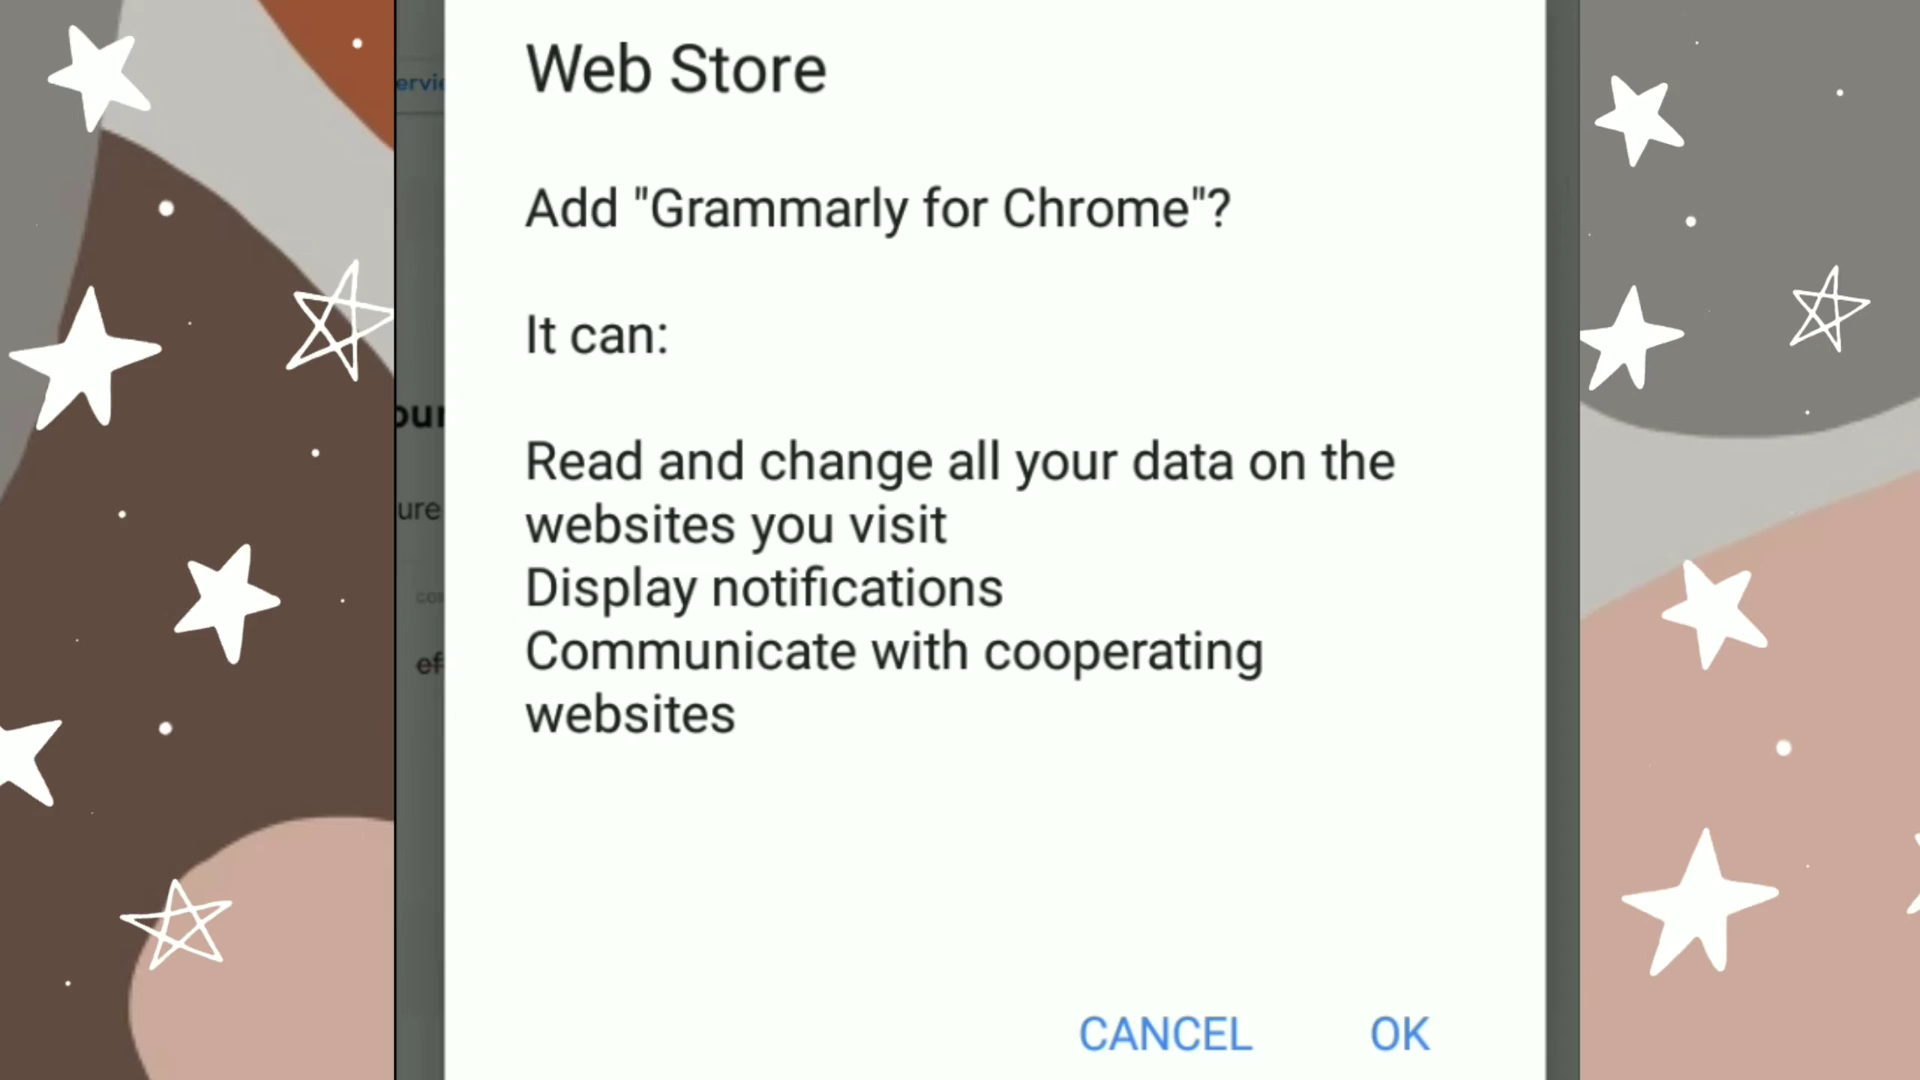 Web Store
Add "Grammarly for Chrome"?
It can:
Read and change all your data on the
websites you visit
Display notifications
Communicate with cooperating
websites
CANCEL OK